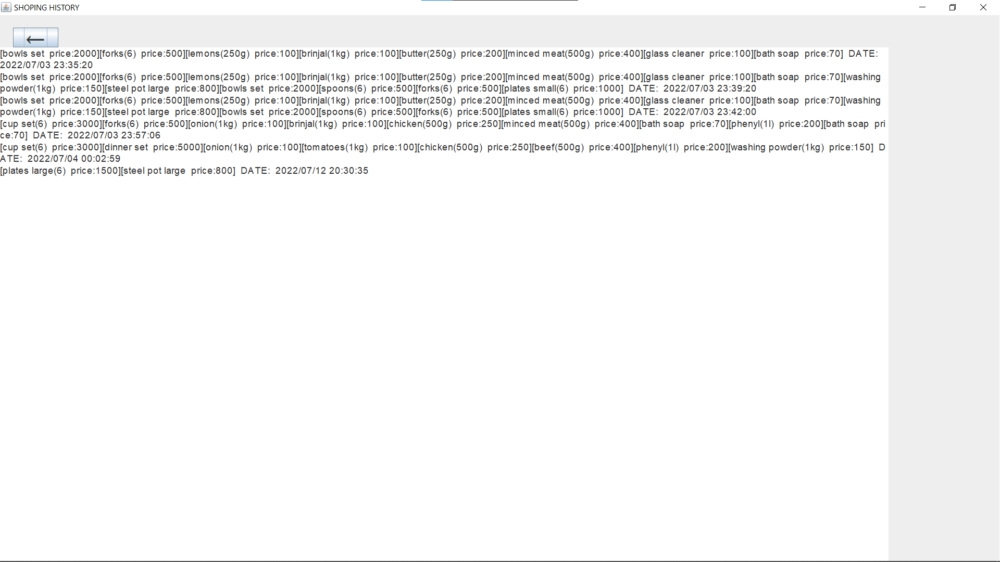 SHOPING HISTORY
←
[bowls set  price:2000][forks(6)  price:500][lemons(250g)  price:100][brinjal(1kg)  price:100][butter(250g)  price:200][minced meat(500g)  price:400][glass cleaner  price:100][bath soap  price:70]  DATE:
2022/07/03 23:35:20
[bowls set  price:2000][forks(6)  price:500][lemons(250g)  price:100][brinjal(1kg)  price:100][butter(250g)  price:200][minced meat(500g)  price:400][glass cleaner  price:100][bath soap  price:70][washing
powder(1kg)  price:150][steel pot large  price:800][bowls set  price:2000][spoons(6)  price:500][forks(6)  price:500][plates small(6)  price:1000]  DATE:  2022/07/03 23:39:20
[bowls set  price:2000][forks(6)  price:500][lemons(250g)  price:100][brinjal(1kg)  price:100][butter(250g)  price:200][minced meat(500g)  price:400][glass cleaner  price:100][bath soap  price:70][washing
powder(1kg)  price:150][steel pot large  price:800][bowls set  price:2000][spoons(6)  price:500][forks(6)  price:500][plates small(6)  price:1000]  DATE:  2022/07/03 23:42:00
[cup set(6)  price:3000][forks(6)  price:500][onion(1kg)  price:100][brinjal(1kg)  price:100][chicken(500g)  price:250][minced meat(500g)  price:400][bath soap  price:70][phenyl(1l)  price:200][bath soap  pri
ce:70]  DATE:  2022/07/03 23:57:06
[cup set(6)  price:3000][dinner set  price:5000][onion(1kg)  price:100][tomatoes(1kg)  price:100][chicken(500g)  price:250][beef(500g)  price:400][phenyl(1l)  price:200][washing powder(1kg)  price:150]  D
ATE:  2022/07/04 00:02:59
[plates large(6)  price:1500][steel pot large  price:800]  DATE:  2022/07/12 20:30:35